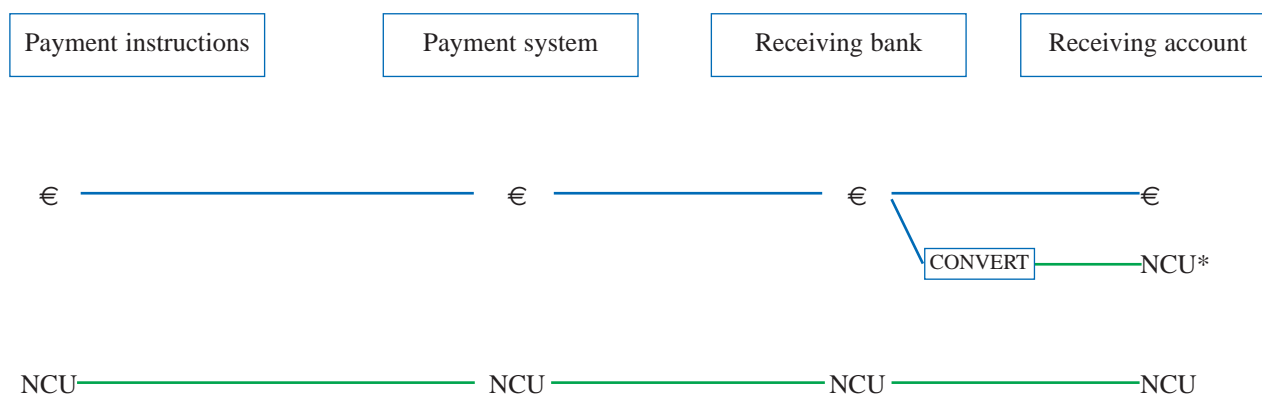 Payment instructions Payment system Receiving bank Receiving account
€ € € €
CONVERT NCU*
NCU NCU NCU NCU